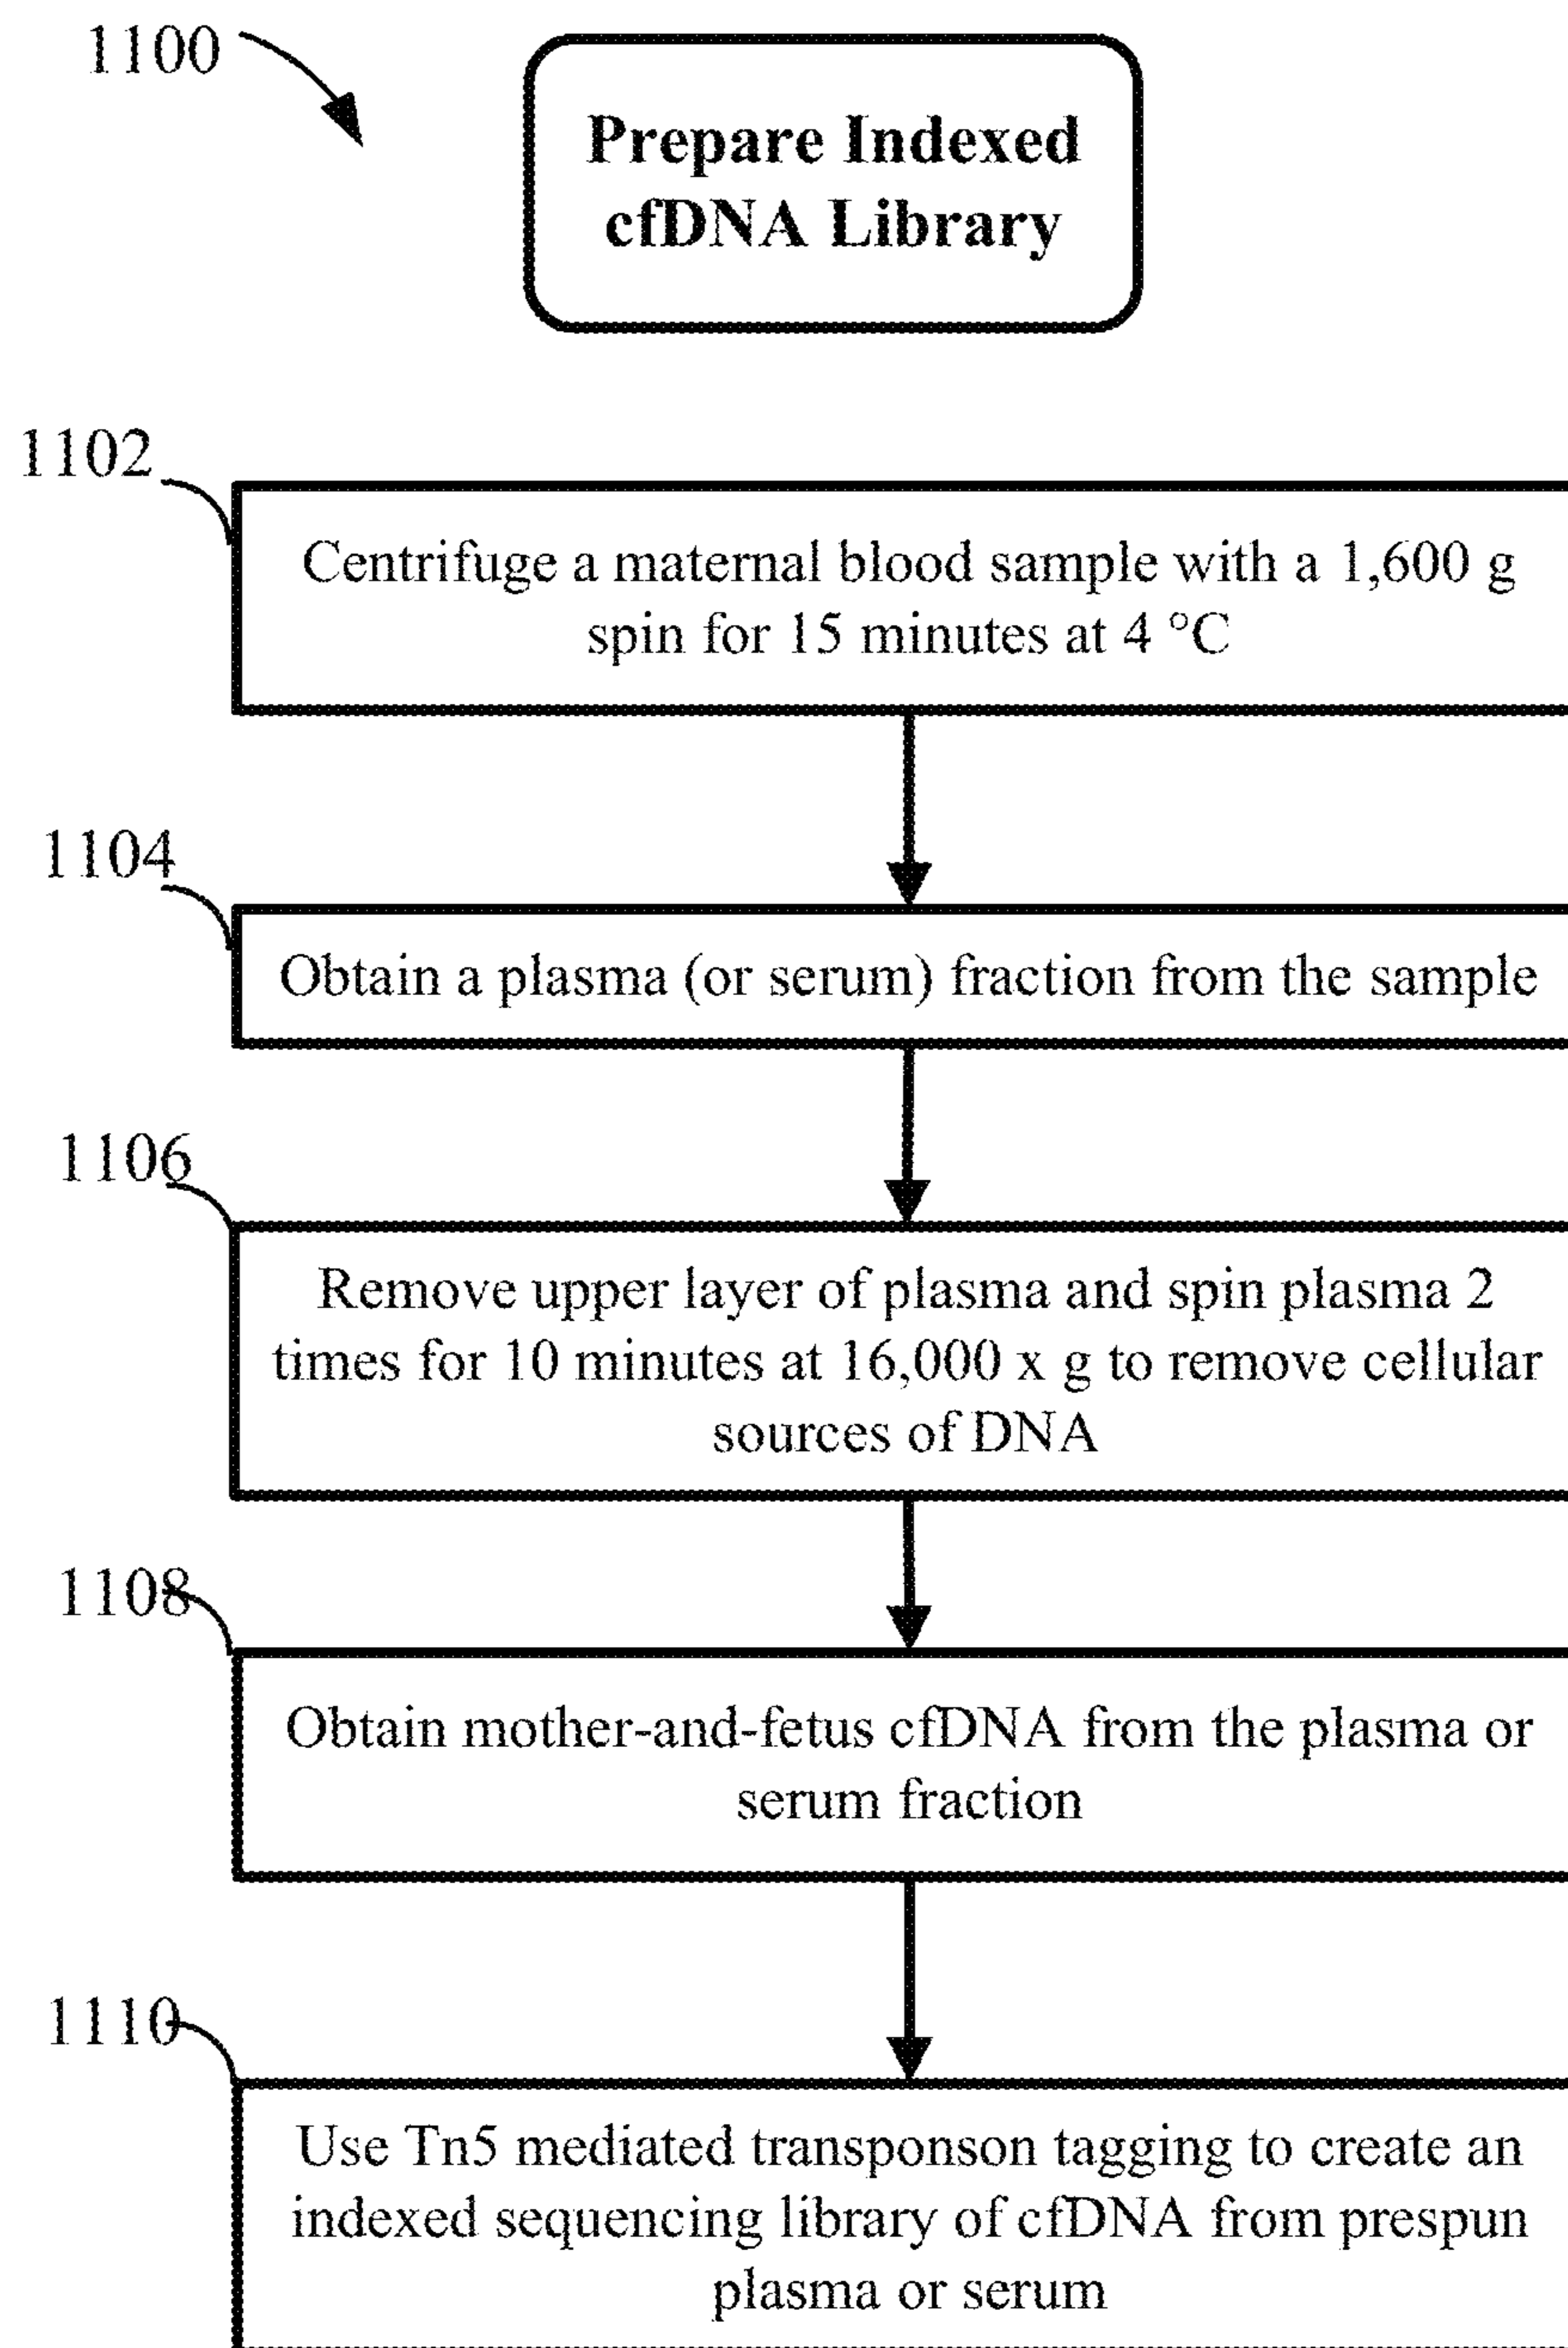 1100
Prepare Indexed
cfDNA Library
1102
Centrifuge a maternal blood sample with a 1,600 g
spin for 15 minutes at 4 °C
1104
Obtain a plasma (or serum) fraction from the sample
1106
Remove upper layer of plasma and spin plasma 2
times for 10 minutes at 16,000 x g to remove cellular
sources of DNA
1108
Obtain mother-and-fetus cfDNA from the plasma or
serum fraction
1110
Use Tn5 mediated transponson tagging to create an
indexed sequencing library of cfDNA from prespun
plasma or serum